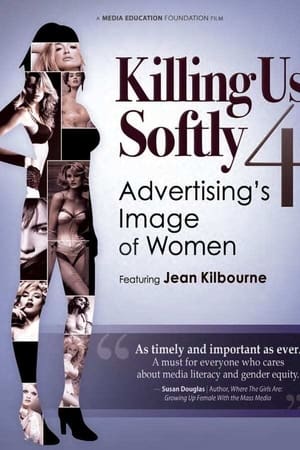 A MEDIA EDUCATION FOUNDATION FILM
Killing Us
Softly 4
Advertising's
Image
of Women
Featuring Jean Kilbourne
"As timely and important as ever.
A must for everyone who cares
about media literacy and gender equity."
— Susan Douglas | Author, Where The Girls Are:
Growing Up Female With the Mass Media